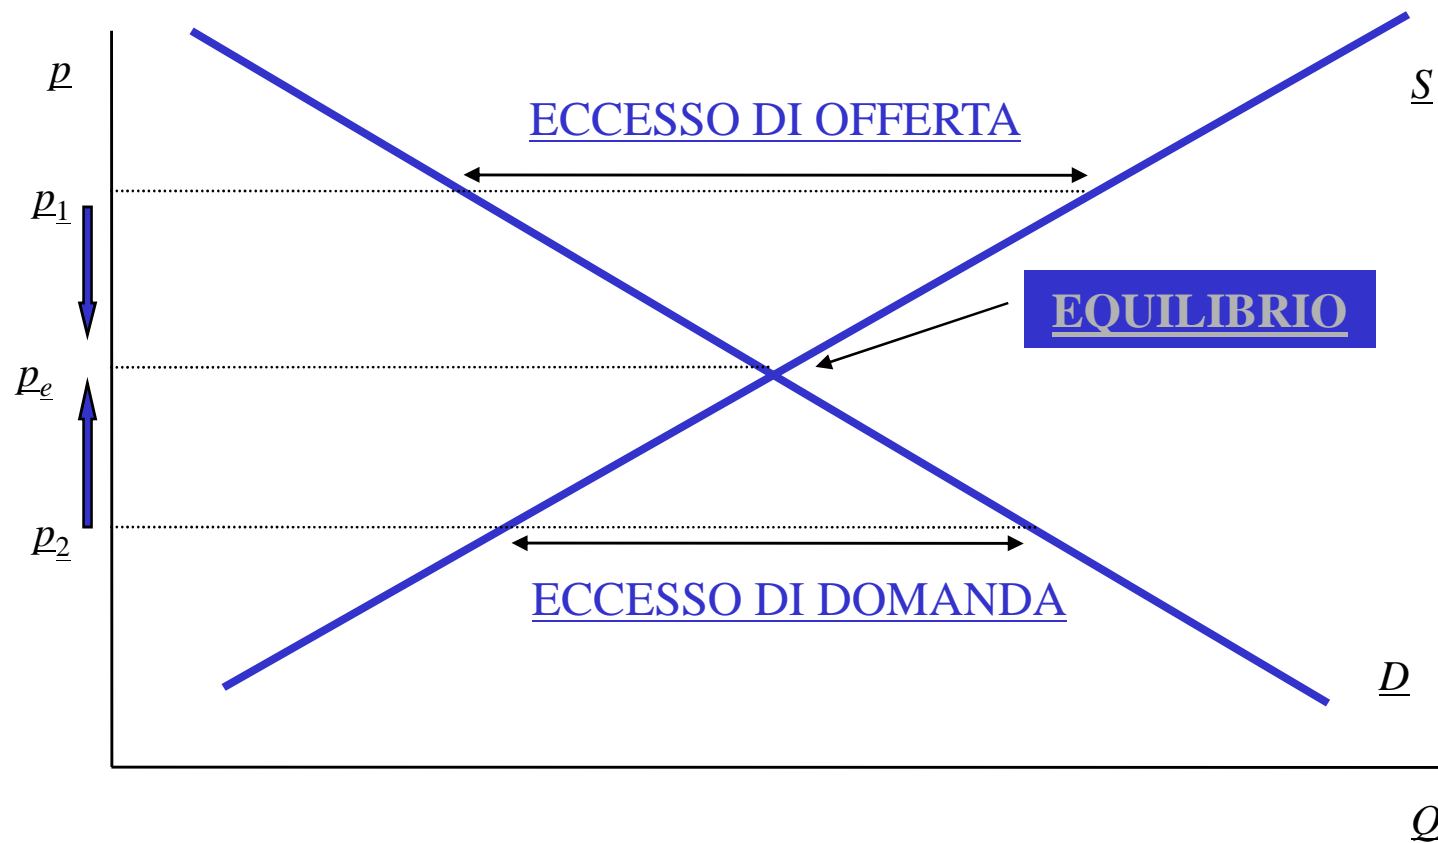 p
S
ECCESSO DI OFFERTA
p1
EQUILIBRIO
pe
p2
ECCESSO DI DOMANDA
D
Q